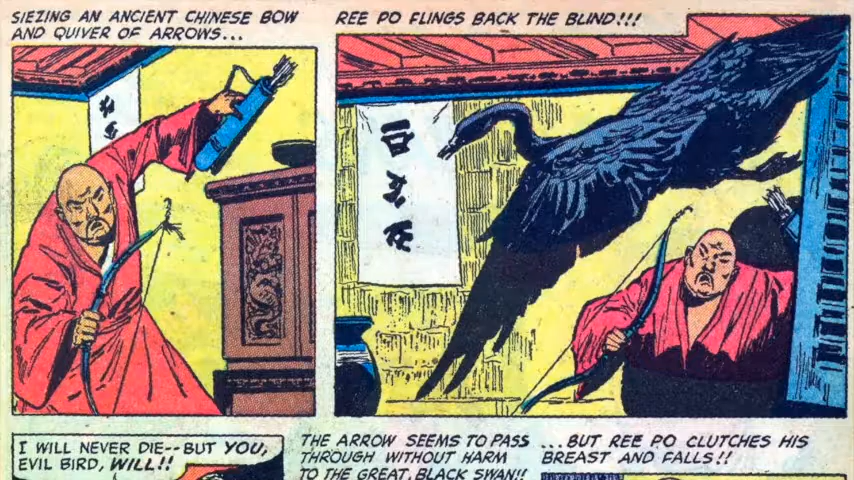 SIEZING AN ANCIENT CHINESE BOW
AND QUIVER OF ARROWS...
REE PO FLINGS BACK THE BLIND!!!
I WILL NEVER DIE--BUT YOU,
EVIL BIRD, WILL!!
THE ARROW SEEMS TO PASS
THROUGH WITHOUT HARM
TO THE GREAT, BLACK SWAN!!
...BUT REE PO CLUTCHES HIS
BREAST AND FALLS!!